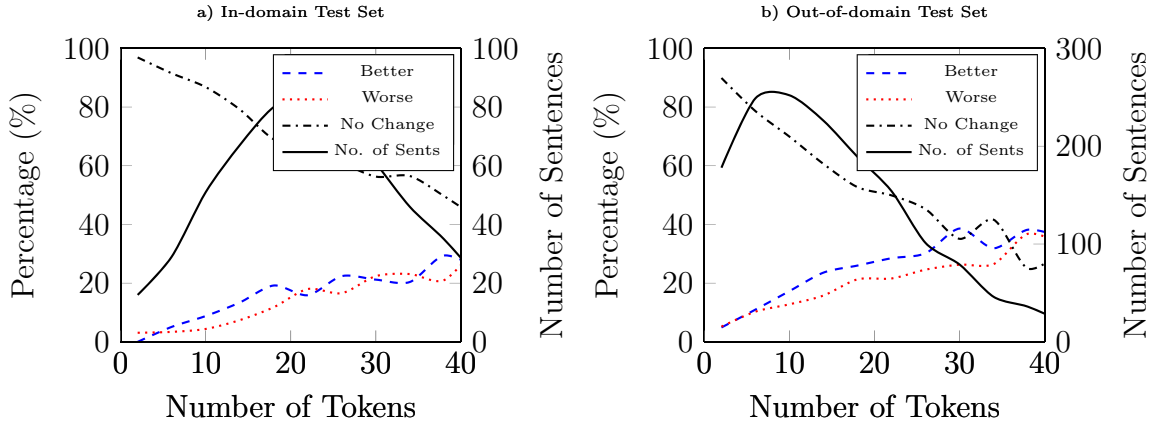 a) In-domain Test Set
Percentage (%)
100
80
60
40
20
0
0 10 20 30 40
Number of Tokens
100
80
60
40
20
0
Number of Sentences
Better
Worse
No Change
No. of Sents
b) Out-of-domain Test Set
Percentage (%)
100
80
60
40
20
0
0 10 20 30 40
Number of Tokens
300
200
100
0
Number of Sentences
Better
Worse
No Change
No. of Sents